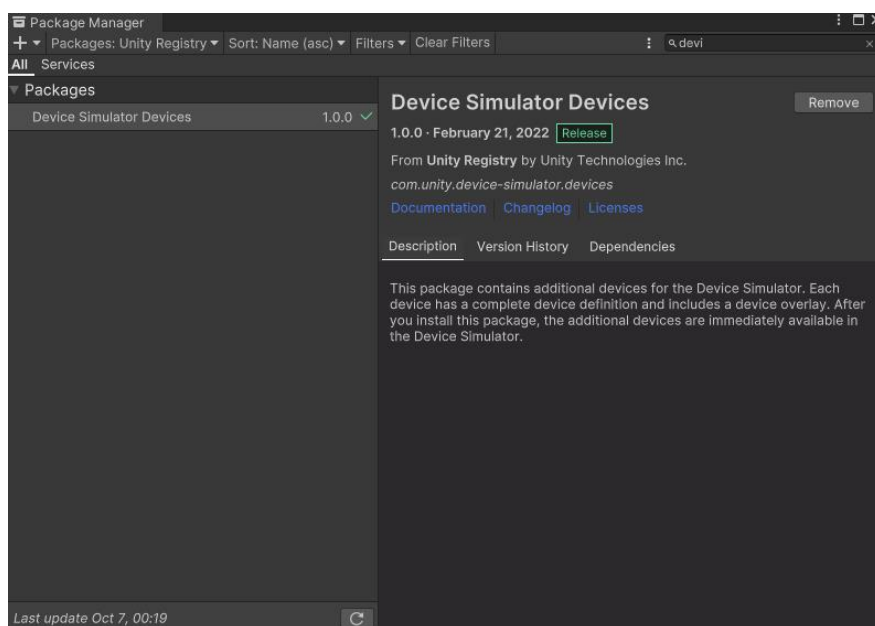 Package Manager
Packages: Unity Registry Sort: Name (asc) Filters Clear Filters devi
All Services
Packages
Device Simulator Devices 1.0.0
Device Simulator Devices Remove
1.0.0 · February 21, 2022 Release
From Unity Registry by Unity Technologies Inc.
com.unity.device-simulator.devices
Documentation Changelog Licenses
Description Version History Dependencies
This package contains additional devices for the Device Simulator. Each
device has a complete device definition and includes a device overlay. After
you install this package, the additional devices are immediately available in
the Device Simulator.
Last update Oct 7, 00:19